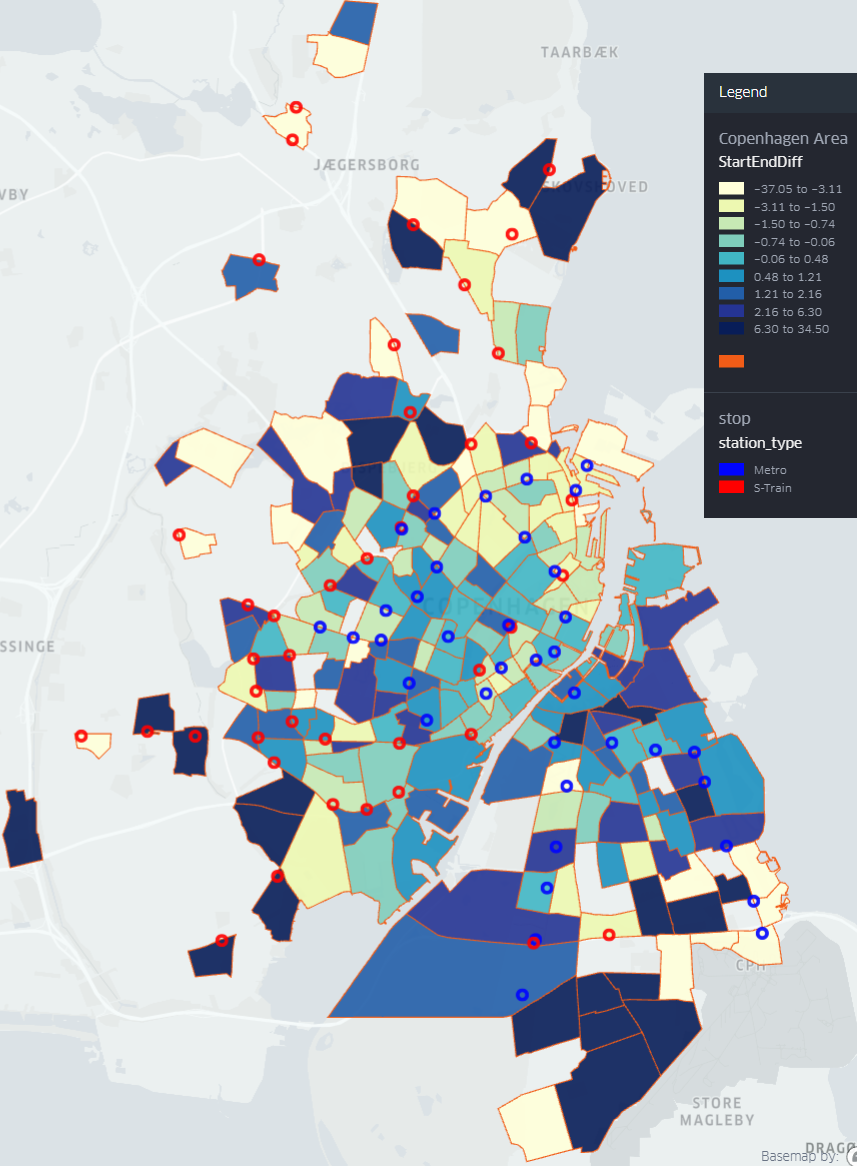 TAARBÆK
Legend
Copenhagen Area
StartEndDiff
−37.05 to −3.11
−3.11 to −1.50
−1.50 to −0.74
−0.74 to −0.06
−0.06 to 0.48
0.48 to 1.21
1.21 to 2.16
2.16 to 6.30
6.30 to 34.50
stop
station_type
Metro
S-Train
JÆGERSBORG
VBY
SKOVSHOVED
COPENHAGEN
SSINGE
CPH
STORE
MAGLEBY
DRAGØ
Basemap by: